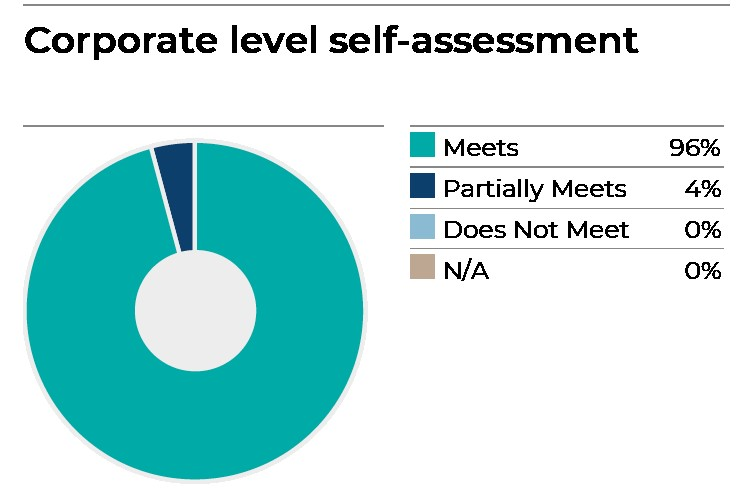 Corporate level self-assessment
Meets 96%
Partially Meets 4%
Does Not Meet 0%
N/A 0%